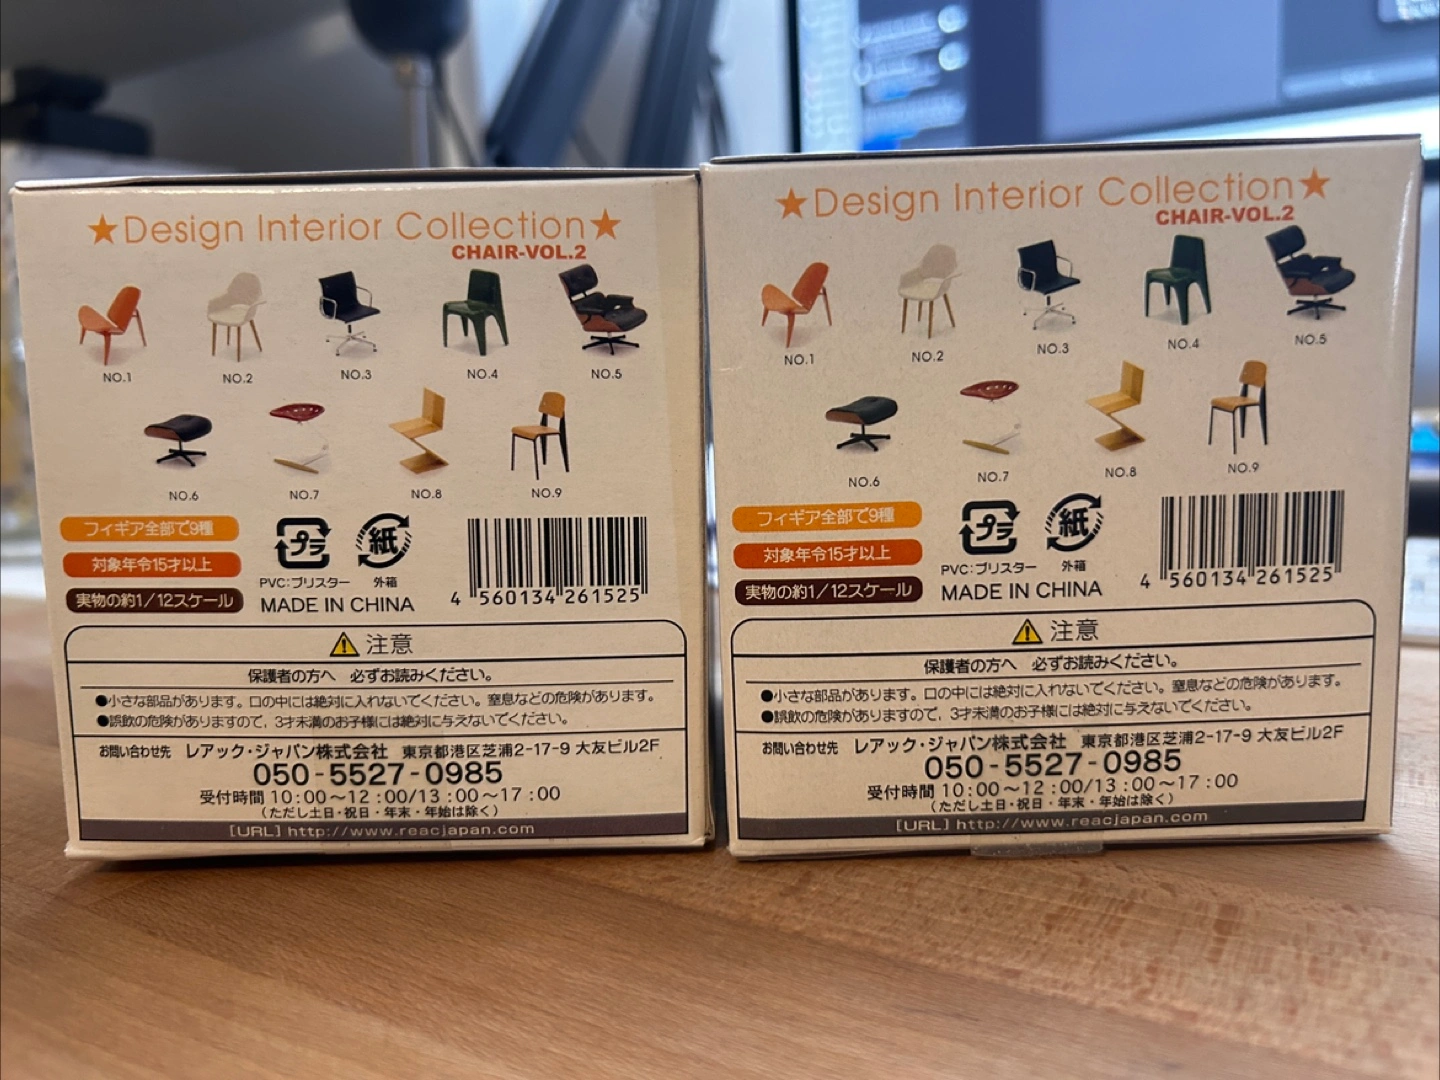 ★Design Interior Collection★
CHAIR-VOL.2
NO.1
NO.2
NO.3
NO.4
NO.5
NO.6
NO.7
NO.8
NO.9
フィギア全部で9種
対象年令15才以上
実物の約1/12スケール
プラ
紙
PVC:ブリスター
外箱
MADE IN CHINA
4 560134 261525
注意
保護者の方へ 必ずお読みください。
●小さな部品があります。口の中には絶対に入れないでください。窒息などの危険があります。
●誤飲の危険がありますので、3才未満のお子様には絶対に与えないでください。
お問い合わせ先 レアック・ジャパン株式会社 東京都港区芝浦2-17-9 大友ビル2F
050-5527-0985
受付時間 10:00〜12:00/13:00〜17:00
(ただし土日・祝日・年末・年始は除く)
[URL] http://www.reacjapan.com
★Design Interior Collection★
CHAIR-VOL.2
NO.1
NO.2
NO.3
NO.4
NO.5
NO.6
NO.7
NO.8
NO.9
フィギア全部で9種
対象年令15才以上
実物の約1/12スケール
プラ
紙
PVC:ブリスター
外箱
MADE IN CHINA
4 560134 261525
注意
保護者の方へ 必ずお読みください。
●小さな部品があります。口の中には絶対に入れないでください。窒息などの危険があります。
●誤飲の危険がありますので、3才未満のお子様には絶対に与えないでください。
お問い合わせ先 レアック・ジャパン株式会社 東京都港区芝浦2-17-9 大友ビル2F
050-5527-0985
受付時間 10:00〜12:00/13:00〜17:00
(ただし土日・祝日・年末・年始は除く)
[URL] http://www.reacjapan.com